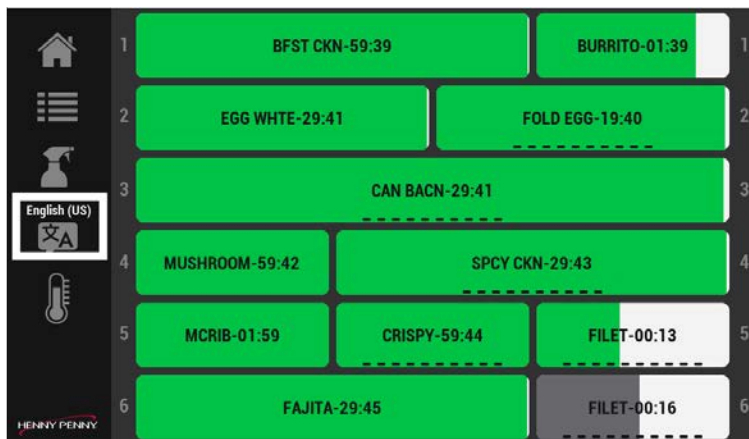 1 BFST CKN-59:39 BURRITO-01:39 1
2 EGG WHTE-29:41 FOLD EGG-19:40 2
3 CAN BACN-29:41 3
English (US)
文A
4 MUSHROOM-59:42 SPCY CKN-29:43 4
5 MCRIB-01:59 CRISPY-59:44 FILET-00:13 5
6 FAJITA-29:45 FILET-00:16 6
HENNY PENNY